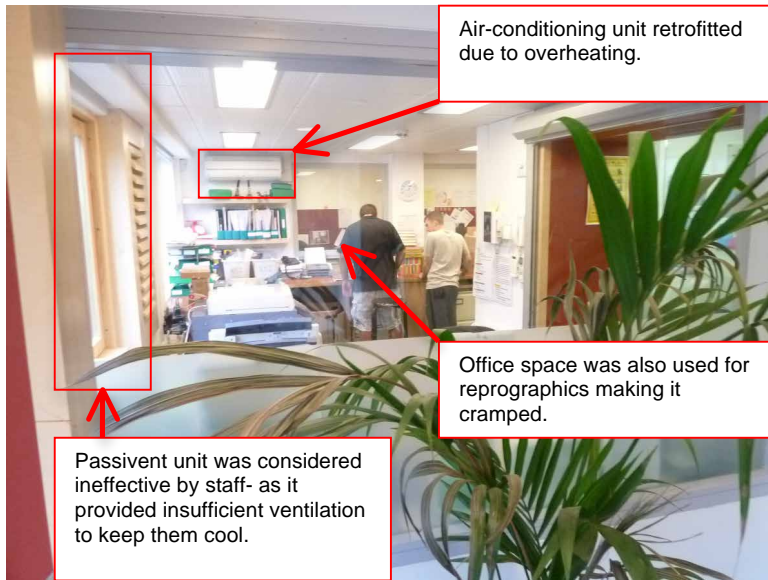 Air-conditioning unit retrofitted
due to overheating.
Office space was also used for
reprographics making it
cramped.
Passivent unit was considered
ineffective by staff- as it
provided insufficient ventilation
to keep them cool.